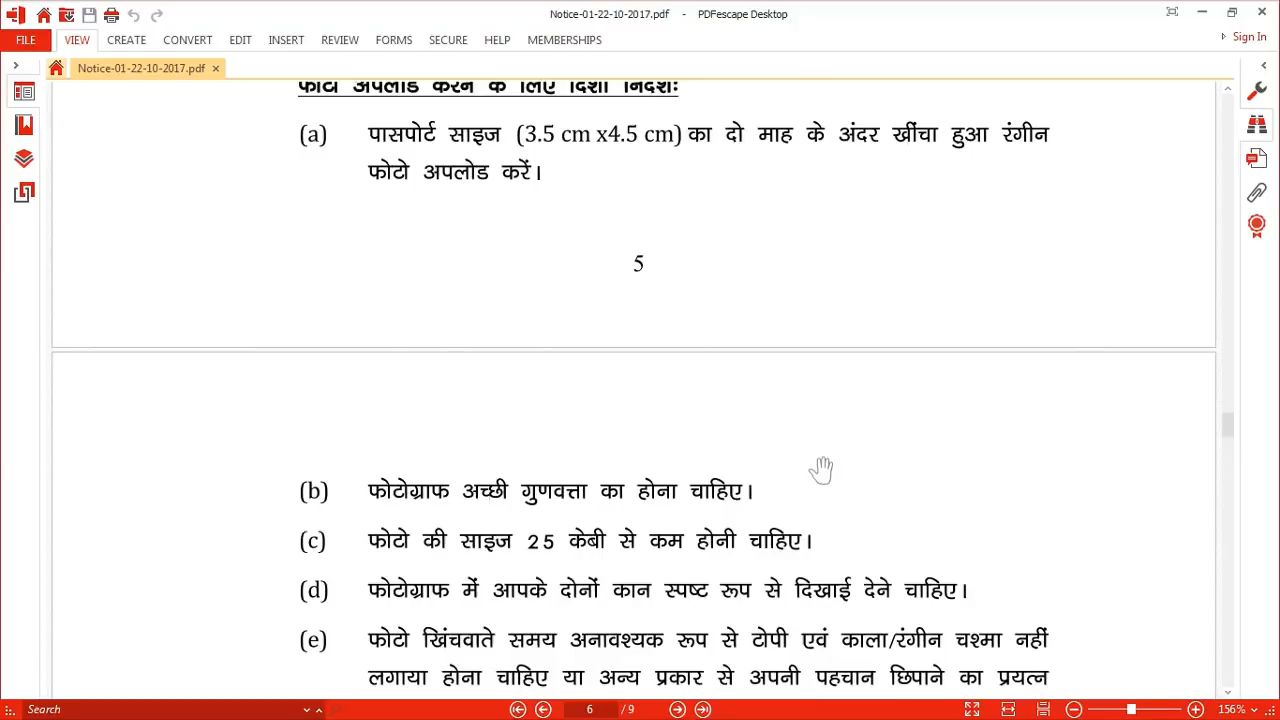 Notice-01-22-10-2017.pdf - PDFescape Desktop
FILE VIEW CREATE CONVERT EDIT INSERT REVIEW FORMS SECURE HELP MEMBERSHIPS Sign In
Notice-01-22-10-2017.pdf ×
फोटो अपलोड करने के लिए दिशा निर्देशः
(a) पासपोर्ट साइज (3.5 cm x4.5 cm) का दो माह के अंदर खींचा हुआ रंगीन
फोटो अपलोड करें।
5
(b) फोटोग्राफ अच्छी गुणवत्ता का होना चाहिए।
(c) फोटो की साइज 25 केबी से कम होनी चाहिए।
(d) फोटोग्राफ में आपके दोनों कान स्पष्ट रूप से दिखाई देने चाहिए।
(e) फोटो खिंचवाते समय अनावश्यक रूप से टोपी एवं काला/रंगीन चश्मा नहीं
लगाया होना चाहिए या अन्य प्रकार से अपनी पहचान छिपाने का प्रयत्न
Search 6 / 9 156%